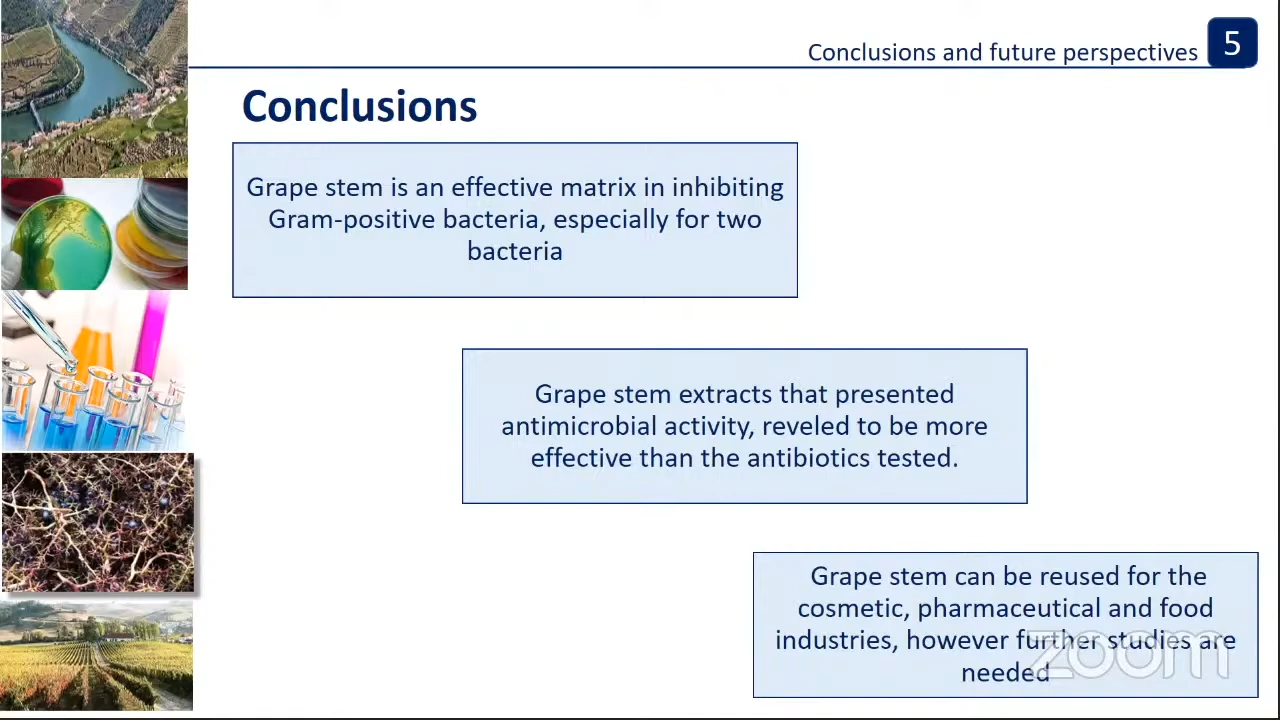 Conclusions and future perspectives
5
Conclusions
Grape stem is an effective matrix in inhibiting
Gram-positive bacteria, especially for two
bacteria
Grape stem extracts that presented
antimicrobial activity, reveled to be more
effective than the antibiotics tested.
Grape stem can be reused for the
cosmetic, pharmaceutical and food
industries, however further studies are
needed
zoom